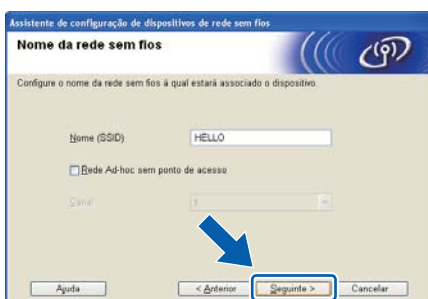 Assistente de configuração de dispositivos de rede sem fios
Nome da rede sem fios
Configure o nome da rede sem fios à qual estará associado o dispositivo.
Nome (SSID)
HELLO
Rede Ad-hoc sem ponto de acesso
Canal
1
Ajuda
< Anterior
Seguinte >
Cancelar